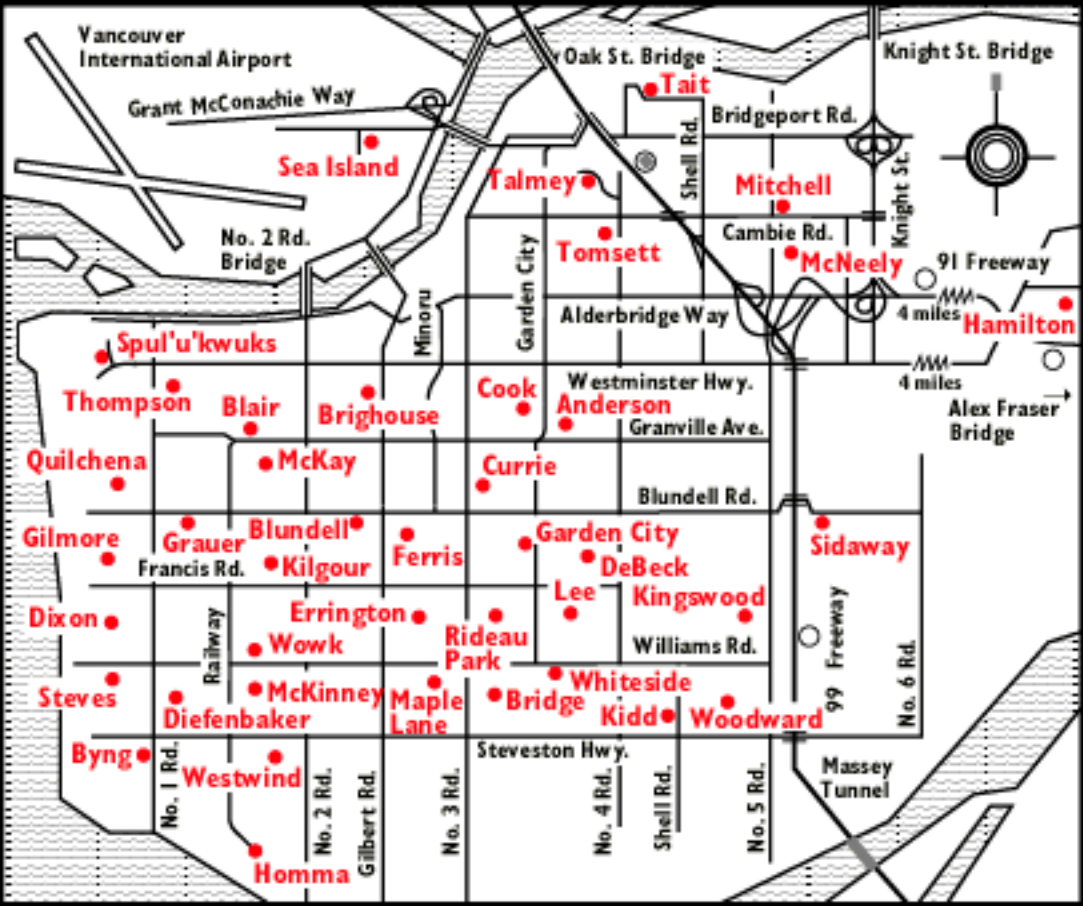 Vancouver
International Airport
Oak St. Bridge
Knight St. Bridge
Tait
Grant McConachie Way
Bridgeport Rd.
Sea Island
Shell Rd.
Talmey
Mitchell
Knight St.
No. 2 Rd.
Bridge
Cambie Rd.
Tomsett
McNeely
91 Freeway
Garden City
Minoru
Alderbridge Way
4 miles
Hamilton
Spul'u'kwuks
Westminster Hwy.
4 miles
Thompson
Blair
Brighouse
Cook
Anderson
Alex Fraser
Bridge
Granville Ave.
Quilchena
McKay
Currie
Blundell Rd.
Gilmore
Grauer
Blundell
Ferris
Garden City
Sidaway
Francis Rd.
Kilgour
DeBeck
Dixon
Errington
Lee
Kingswood
Railway
Wowk
Rideau
Park
Williams Rd.
99 Freeway
No. 6 Rd.
Steves
McKinney
Maple
Lane
Bridge
Whiteside
Diefenbaker
Kidd
Woodward
Byng
Westwind
Steveston Hwy.
Massey
Tunnel
No. 1 Rd.
No. 2 Rd.
Gilbert Rd.
No. 3 Rd.
No. 4 Rd.
Shell Rd.
No. 5 Rd.
Homma